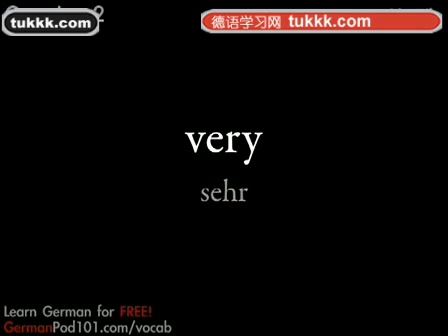 tukkk.com
德语学习网 tukkk.com
very
sehr
Learn German for FREE!
GermanPod101.com/vocab